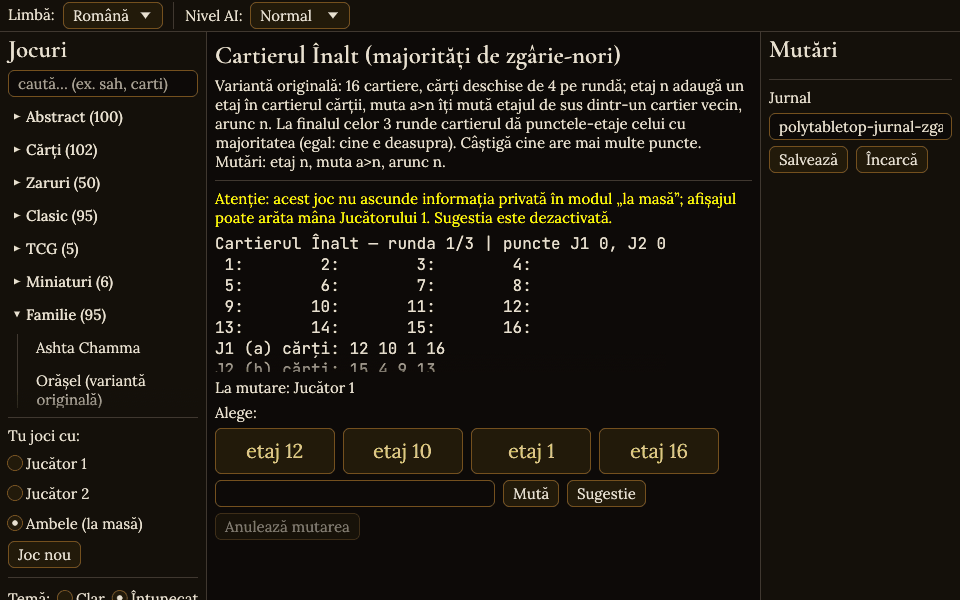 Limbă: Română ▼ Nivel AI: Normal ▼
Jocuri
caută... (ex. sah, carti)
▸ Abstract (100)
▸ Cărți (102)
▸ Zaruri (50)
▸ Clasic (95)
▸ TCG (5)
▸ Miniaturi (6)
▾ Familie (95)
Ashta Chamma
Orășel (variantă
originală)
Tu joci cu:
Jucător 1
Jucător 2
Ambele (la masă)
Joc nou
Temă: Clar Întunecat
Cartierul Înalt (majorități de zgârie-nori)
Variantă originală: 16 cartiere, cărți deschise de 4 pe rundă; etaj n adaugă un
etaj în cartierul cărții, muta a>n îți mută etajul de sus dintr-un cartier vecin,
arunc n. La finalul celor 3 runde cartierul dă punctele-etaje celui cu
majoritatea (egal: cine e deasupra). Câștigă cine are mai multe puncte.
Mutări: etaj n, muta a>n, arunc n.
Atenție: acest joc nu ascunde informația privată în modul „la masă”; afișajul
poate arăta mâna Jucătorului 1. Sugestia este dezactivată.
Cartierul Înalt — runda 1/3 | puncte J1 0, J2 0
1: 2: 3: 4:
5: 6: 7: 8:
9: 10: 11: 12:
13: 14: 15: 16:
J1 (a) cărți: 12 10 1 16
J2 (b) cărți: 15 4 9 13
La mutare: Jucător 1
Alege:
etaj 12 etaj 10 etaj 1 etaj 16
Mută Sugestie
Anulează mutarea
Mutări
Jurnal
polytabletop-jurnal-zga
Salvează Încarcă